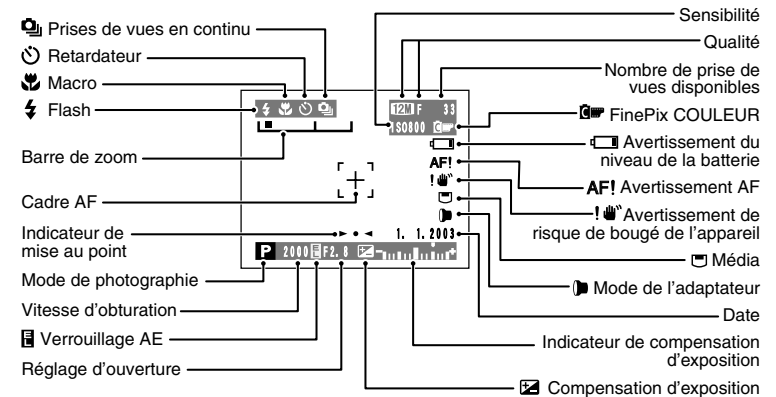 Prises de vues en continu
Retardateur
Macro
Flash
Barre de zoom
Cadre AF
Indicateur de
mise au point
Mode de photographie
Vitesse d'obturation
Verrouillage AE
Réglage d'ouverture
12M F 33
ISO800
AF!
!
1. 1. 2003
P 2000 F2. 8
Sensibilité
Qualité
Nombre de prise de
vues disponibles
FinePix COULEUR
Avertissement du
niveau de la batterie
AF! Avertissement AF
! Avertissement de
risque de bougé de l'appareil
Média
Mode de l'adaptateur
Date
Indicateur de compensation
d'exposition
Compensation d'exposition